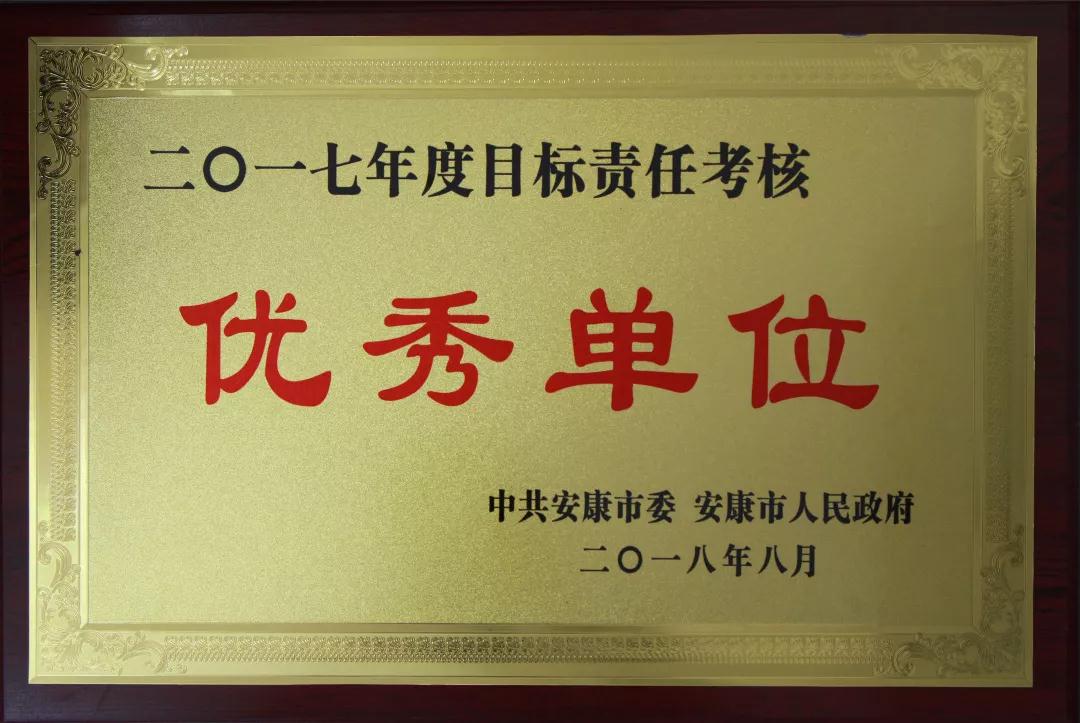 二〇一七年度目标责任考核
优秀单位
中共安康市委 安康市人民政府
二〇一八年八月